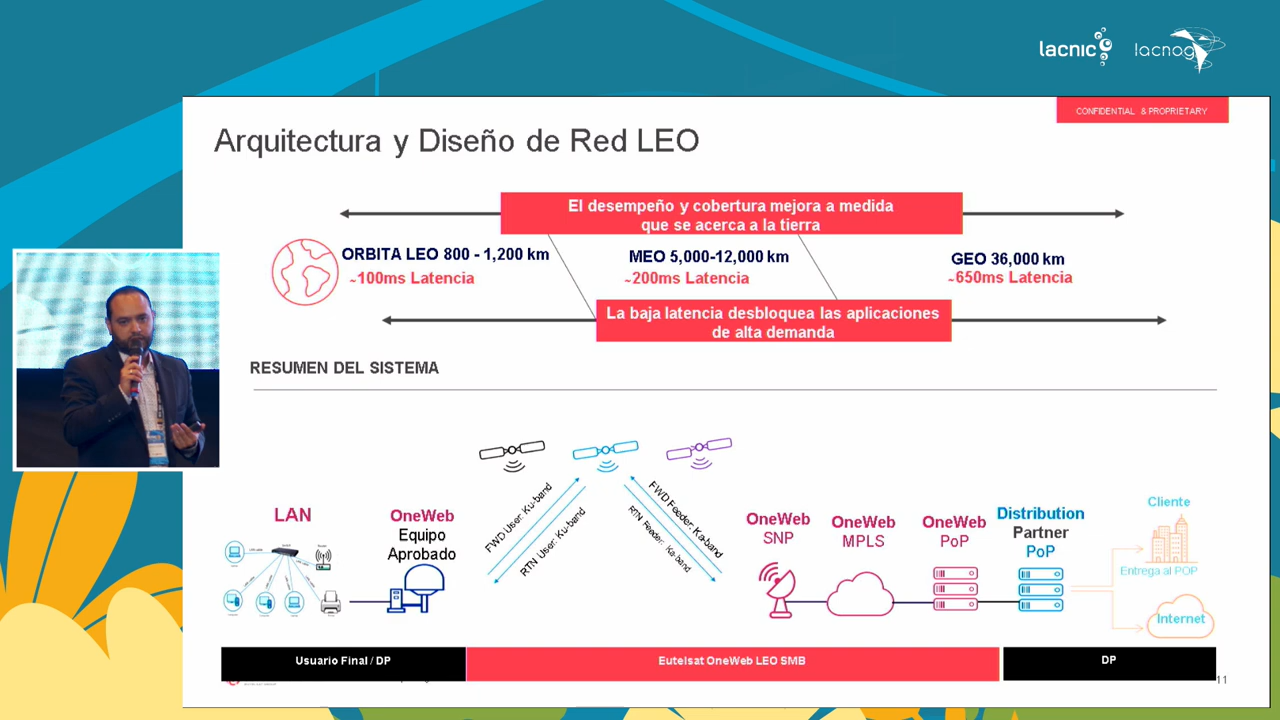 lacnic
lacnog
CONFIDENTIAL & PROPRIETARY
Arquitectura y Diseño de Red LEO
El desempeño y cobertura mejora a medida
que se acerca a la tierra
ORBITA LEO 800 - 1,200 km
~100ms Latencia
MEO 5,000-12,000 km
~200ms Latencia
GEO 36,000 km
~650ms Latencia
La baja latencia desbloquea las aplicaciones
de alta demanda
RESUMEN DEL SISTEMA
LAN
OneWeb
Equipo
Aprobado
FWD User: Ku-band
RTN User: Ku-band
FWD Feeder: Ka-band
RTN Feeder: Ka-band
OneWeb
SNP
OneWeb
MPLS
OneWeb
PoP
Distribution
Partner
PoP
Cliente
Entrega al POP
Internet
Usuario Final / DP
Eutelsat OneWeb LEO SMB
DP
11